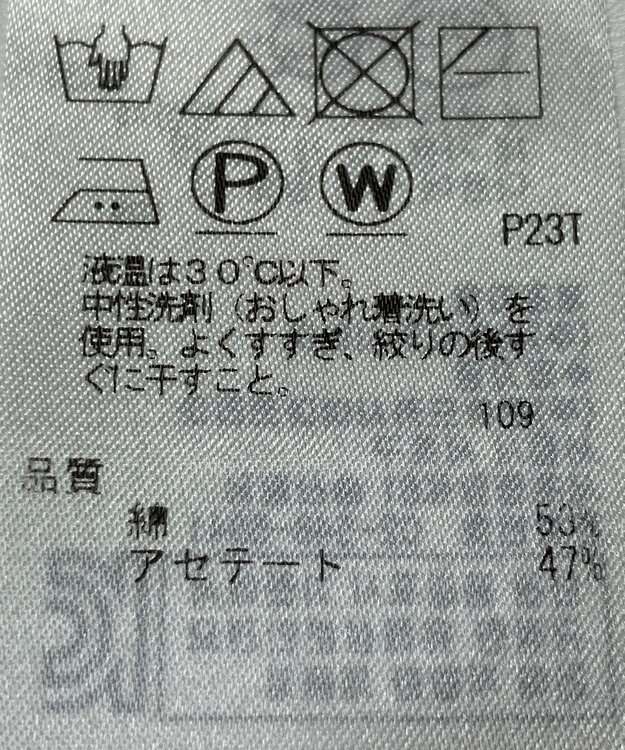 P
W
P23T
液温は30℃以下。
中性洗剤（おしゃれ着洗い）を
使用。よくすすぎ、絞りの後す
ぐに干すこと。
109
品質
綿 53%
アセテート 47%